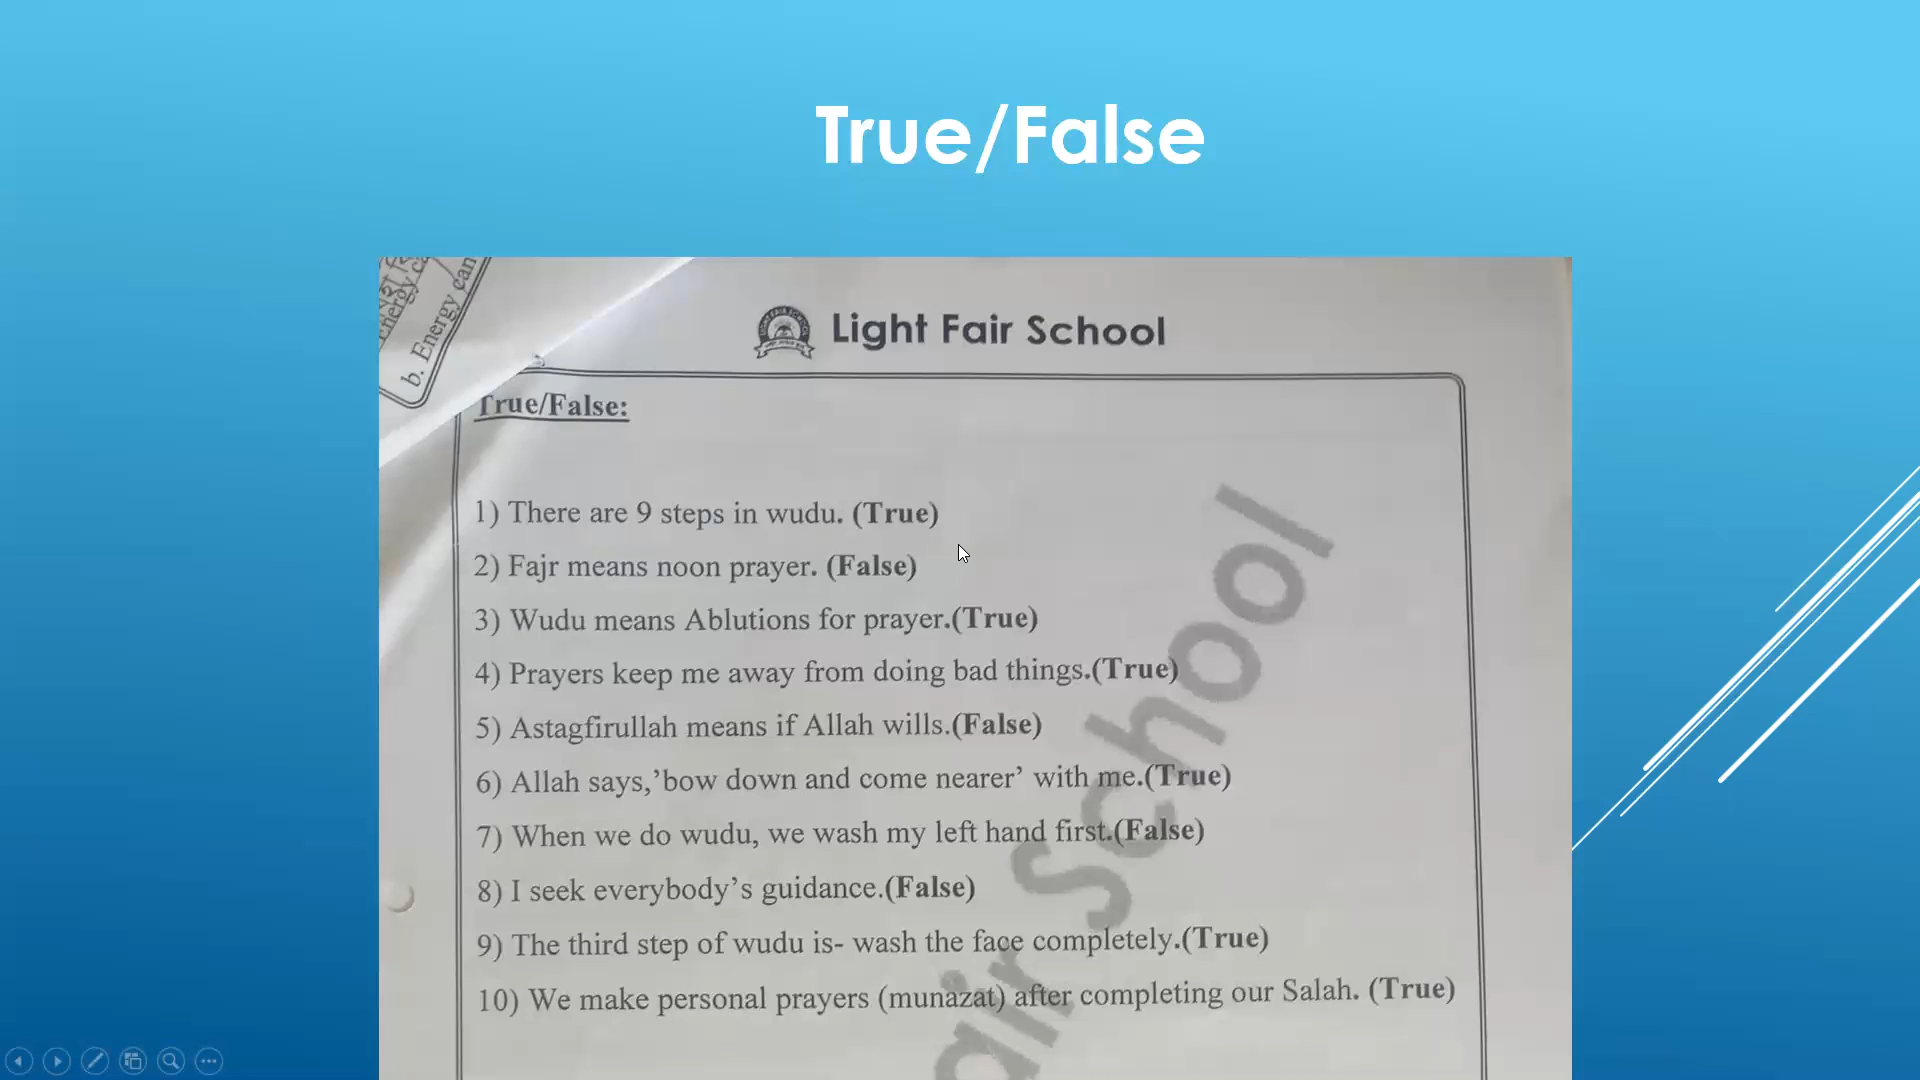 True/False
b. Energy can
Light Fair School
True/False:
1) There are 9 steps in wudu. (True)
2) Fajr means noon prayer. (False)
3) Wudu means Ablutions for prayer.(True)
4) Prayers keep me away from doing bad things.(True)
5) Astagfirullah means if Allah wills.(False)
6) Allah says,’bow down and come nearer’ with me.(True)
7) When we do wudu, we wash my left hand first.(False)
8) I seek everybody’s guidance.(False)
9) The third step of wudu is- wash the face completely.(True)
10) We make personal prayers (munazat) after completing our Salah. (True)
air School